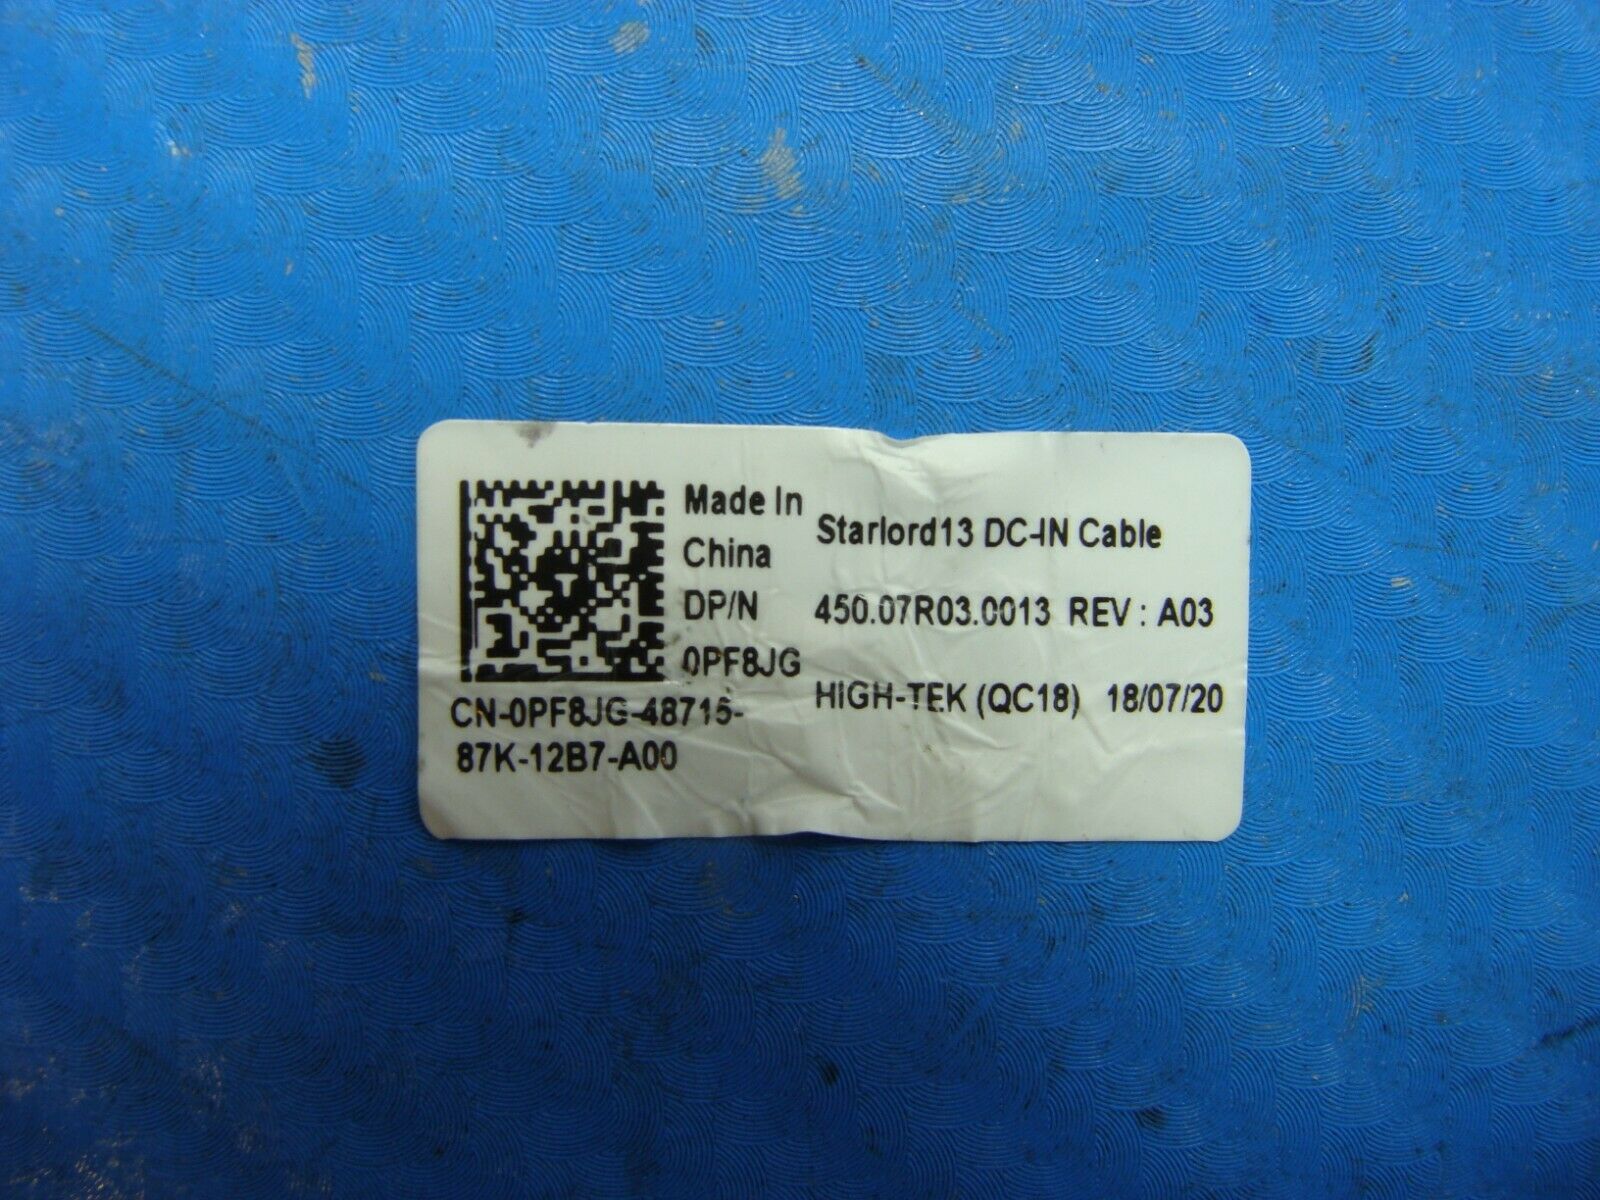 Made In
China
DP/N
0PF8JG
CN-0PF8JG-48715-
87K-12B7-A00
Starlord13 DC-IN Cable
450.07R03.0013 REV : A03
HIGH-TEK (QC18) 18/07/20